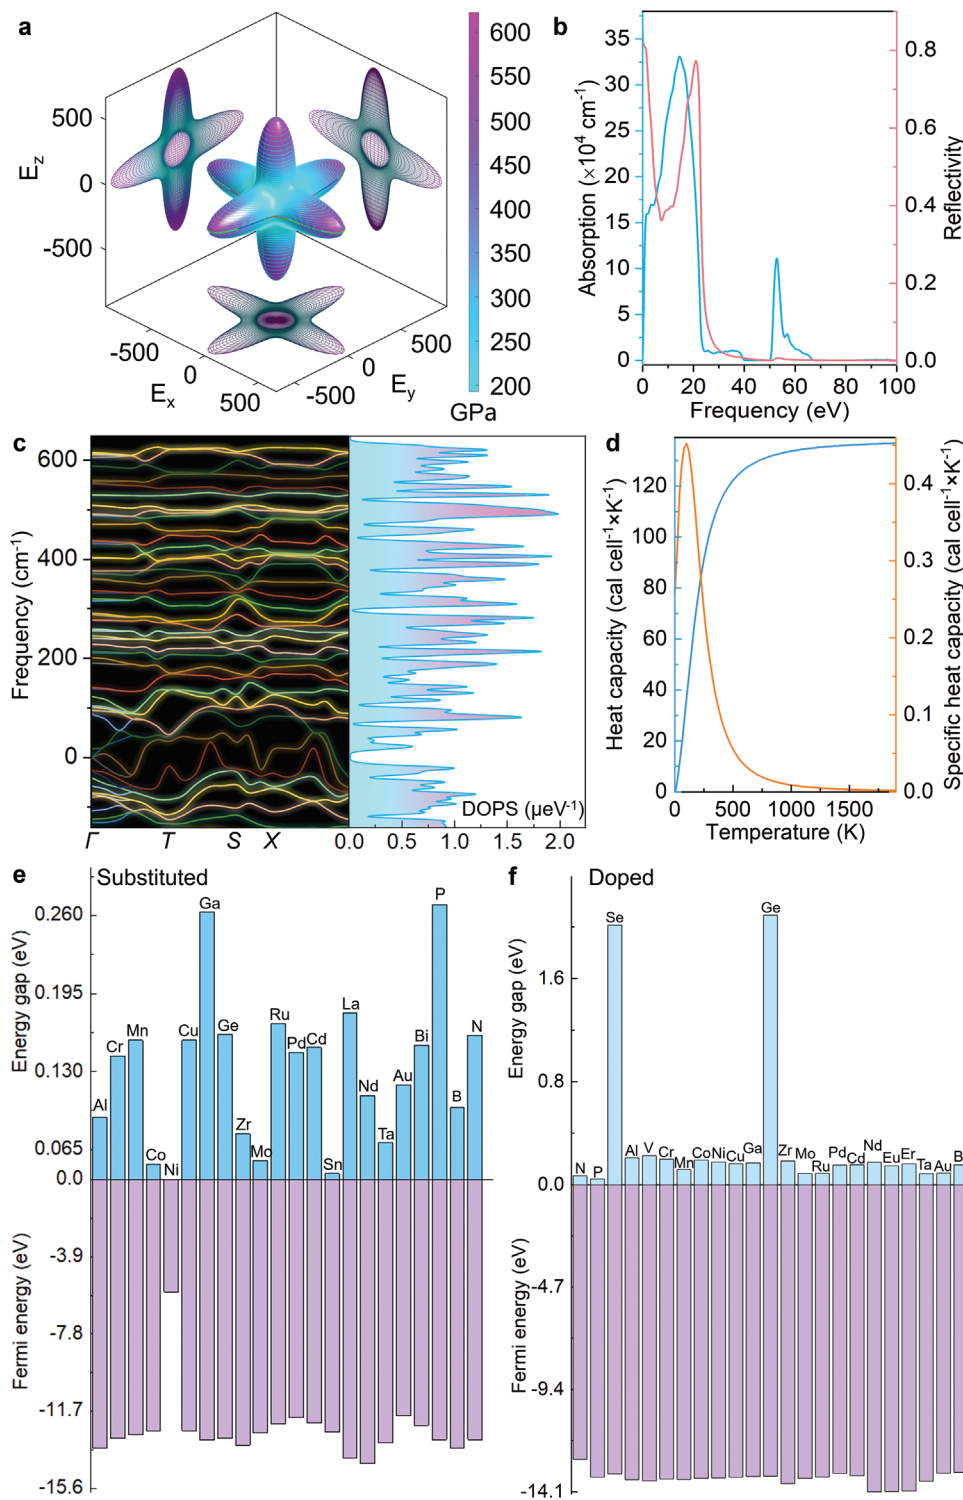 a
600
550
500
450
400
350
300
250
200
GPa
500
0
-500
E_z
-500
0
500
E_x
-500
0
500
E_y
b
35
30
25
20
15
10
5
0
Absorption (×10⁴ cm⁻¹)
0.8
0.6
0.4
0.2
0.0
Reflectivity
0 20 40 60 80 100
Frequency (eV)
c
600
400
200
0
Frequency (cm⁻¹)
Γ T S X
DOPS (μeV⁻¹)
0.0 0.5 1.0 1.5 2.0
d
120
100
80
60
40
20
0
Heat capacity (cal cell⁻¹×K⁻¹)
0.4
0.3
0.2
0.1
0.0
Specific heat capacity (cal cell⁻¹×K⁻¹)
0 500 1000 1500
Temperature (K)
e Substituted
0.260
0.195
0.130
0.065
0.0
-3.9
-7.8
-11.7
-15.6
Energy gap (eV)
Fermi energy (eV)
Al Cr Mn Co Ni Cu Ga Ge Zr Mo Ru Pd Cd Sn La Nd Ta Au Bi P B N
f Doped
1.6
0.8
0.0
-4.7
-9.4
-14.1
Energy gap (eV)
Fermi energy (eV)
N P Se Al V Cr Mn Co Ni Cu Ga Ge Zr Mo Ru Pd Cd Nd Eu Er Ta Au B